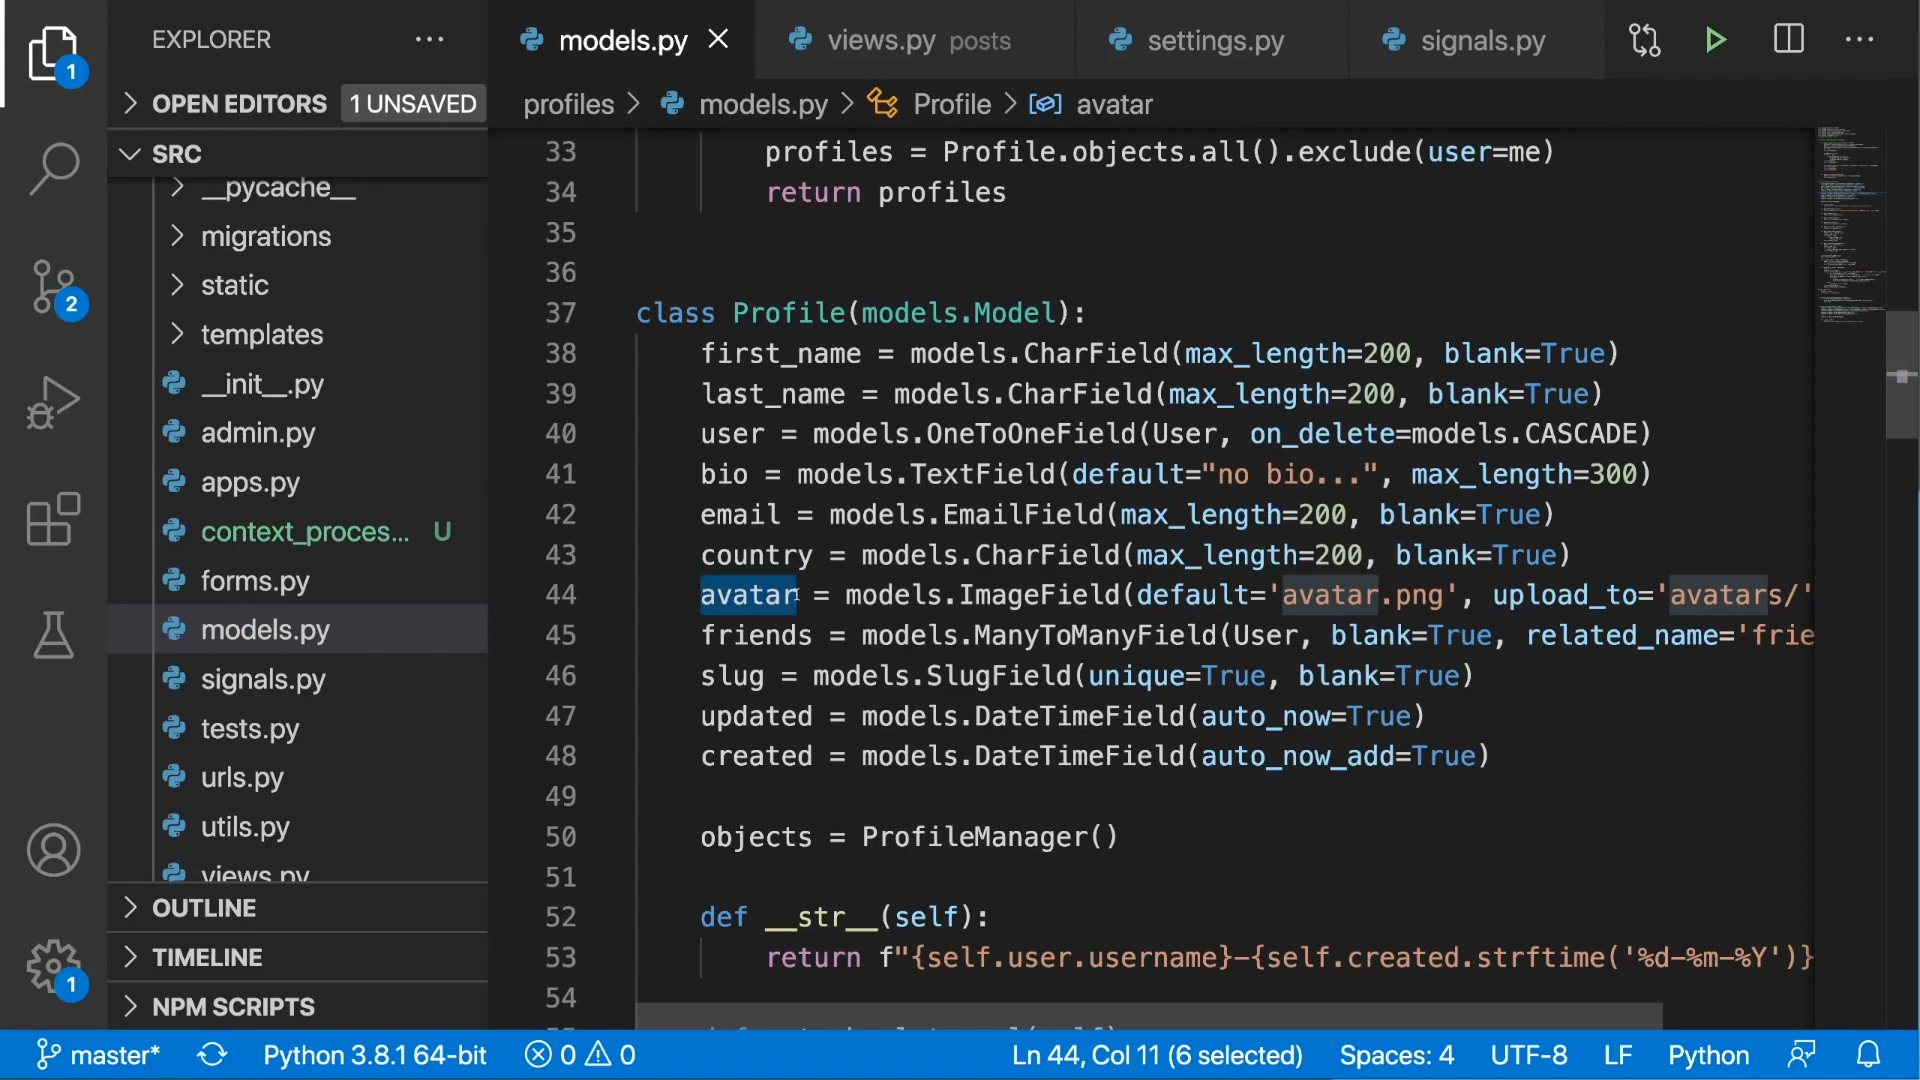 EXPLORER
1
OPEN EDITORS 1 UNSAVED
SRC
__pycache__
migrations
2
static
templates
__init__.py
admin.py
apps.py
context_proces... U
forms.py
models.py
signals.py
tests.py
urls.py
utils.py
views.py
OUTLINE
TIMELINE
1
NPM SCRIPTS
models.py
views.py posts
settings.py
signals.py
profiles > models.py > Profile > avatar
33 profiles = Profile.objects.all().exclude(user=me)
34 return profiles
35
36
37 class Profile(models.Model):
38 first_name = models.CharField(max_length=200, blank=True)
39 last_name = models.CharField(max_length=200, blank=True)
40 user = models.OneToOneField(User, on_delete=models.CASCADE)
41 bio = models.TextField(default="no bio...", max_length=300)
42 email = models.EmailField(max_length=200, blank=True)
43 country = models.CharField(max_length=200, blank=True)
44 avatar = models.ImageField(default='avatar.png', upload_to='avatars/'
45 friends = models.ManyToManyField(User, blank=True, related_name='frie
46 slug = models.SlugField(unique=True, blank=True)
47 updated = models.DateTimeField(auto_now=True)
48 created = models.DateTimeField(auto_now_add=True)
49
50 objects = ProfileManager()
51
52 def __str__(self):
53 return f"{self.user.username}-{self.created.strftime('%d-%m-%Y')}
54
master* Python 3.8.1 64-bit 0 0 Ln 44, Col 11 (6 selected) Spaces: 4 UTF-8 LF Python